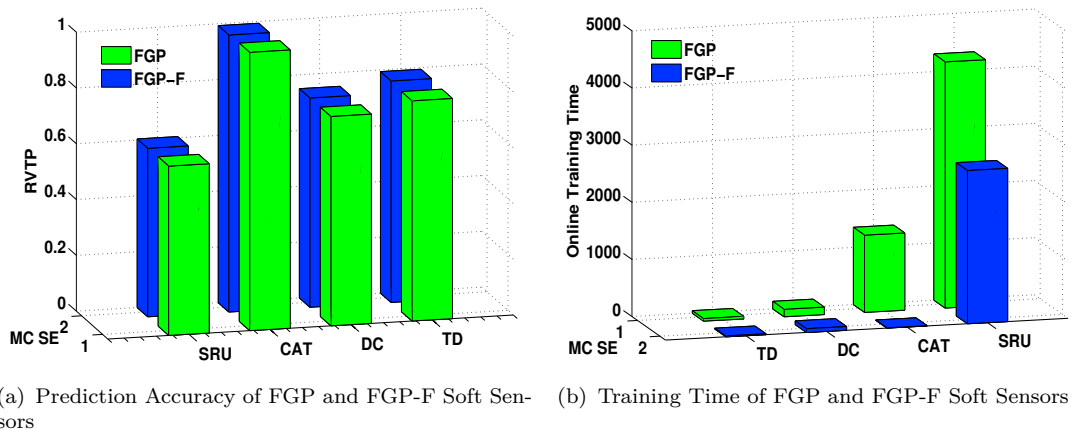 1
0.8
0.6
0.4
0.2
0
RVTP
FGP
FGP-F
MC SE
2
1
SRU
CAT
DC
TD
5000
4000
3000
2000
1000
0
Online Training Time
FGP
FGP-F
MC SE
1
2
TD
DC
CAT
SRU
(a) Prediction Accuracy of FGP and FGP-F Soft Sen-
sors
(b) Training Time of FGP and FGP-F Soft Sensors